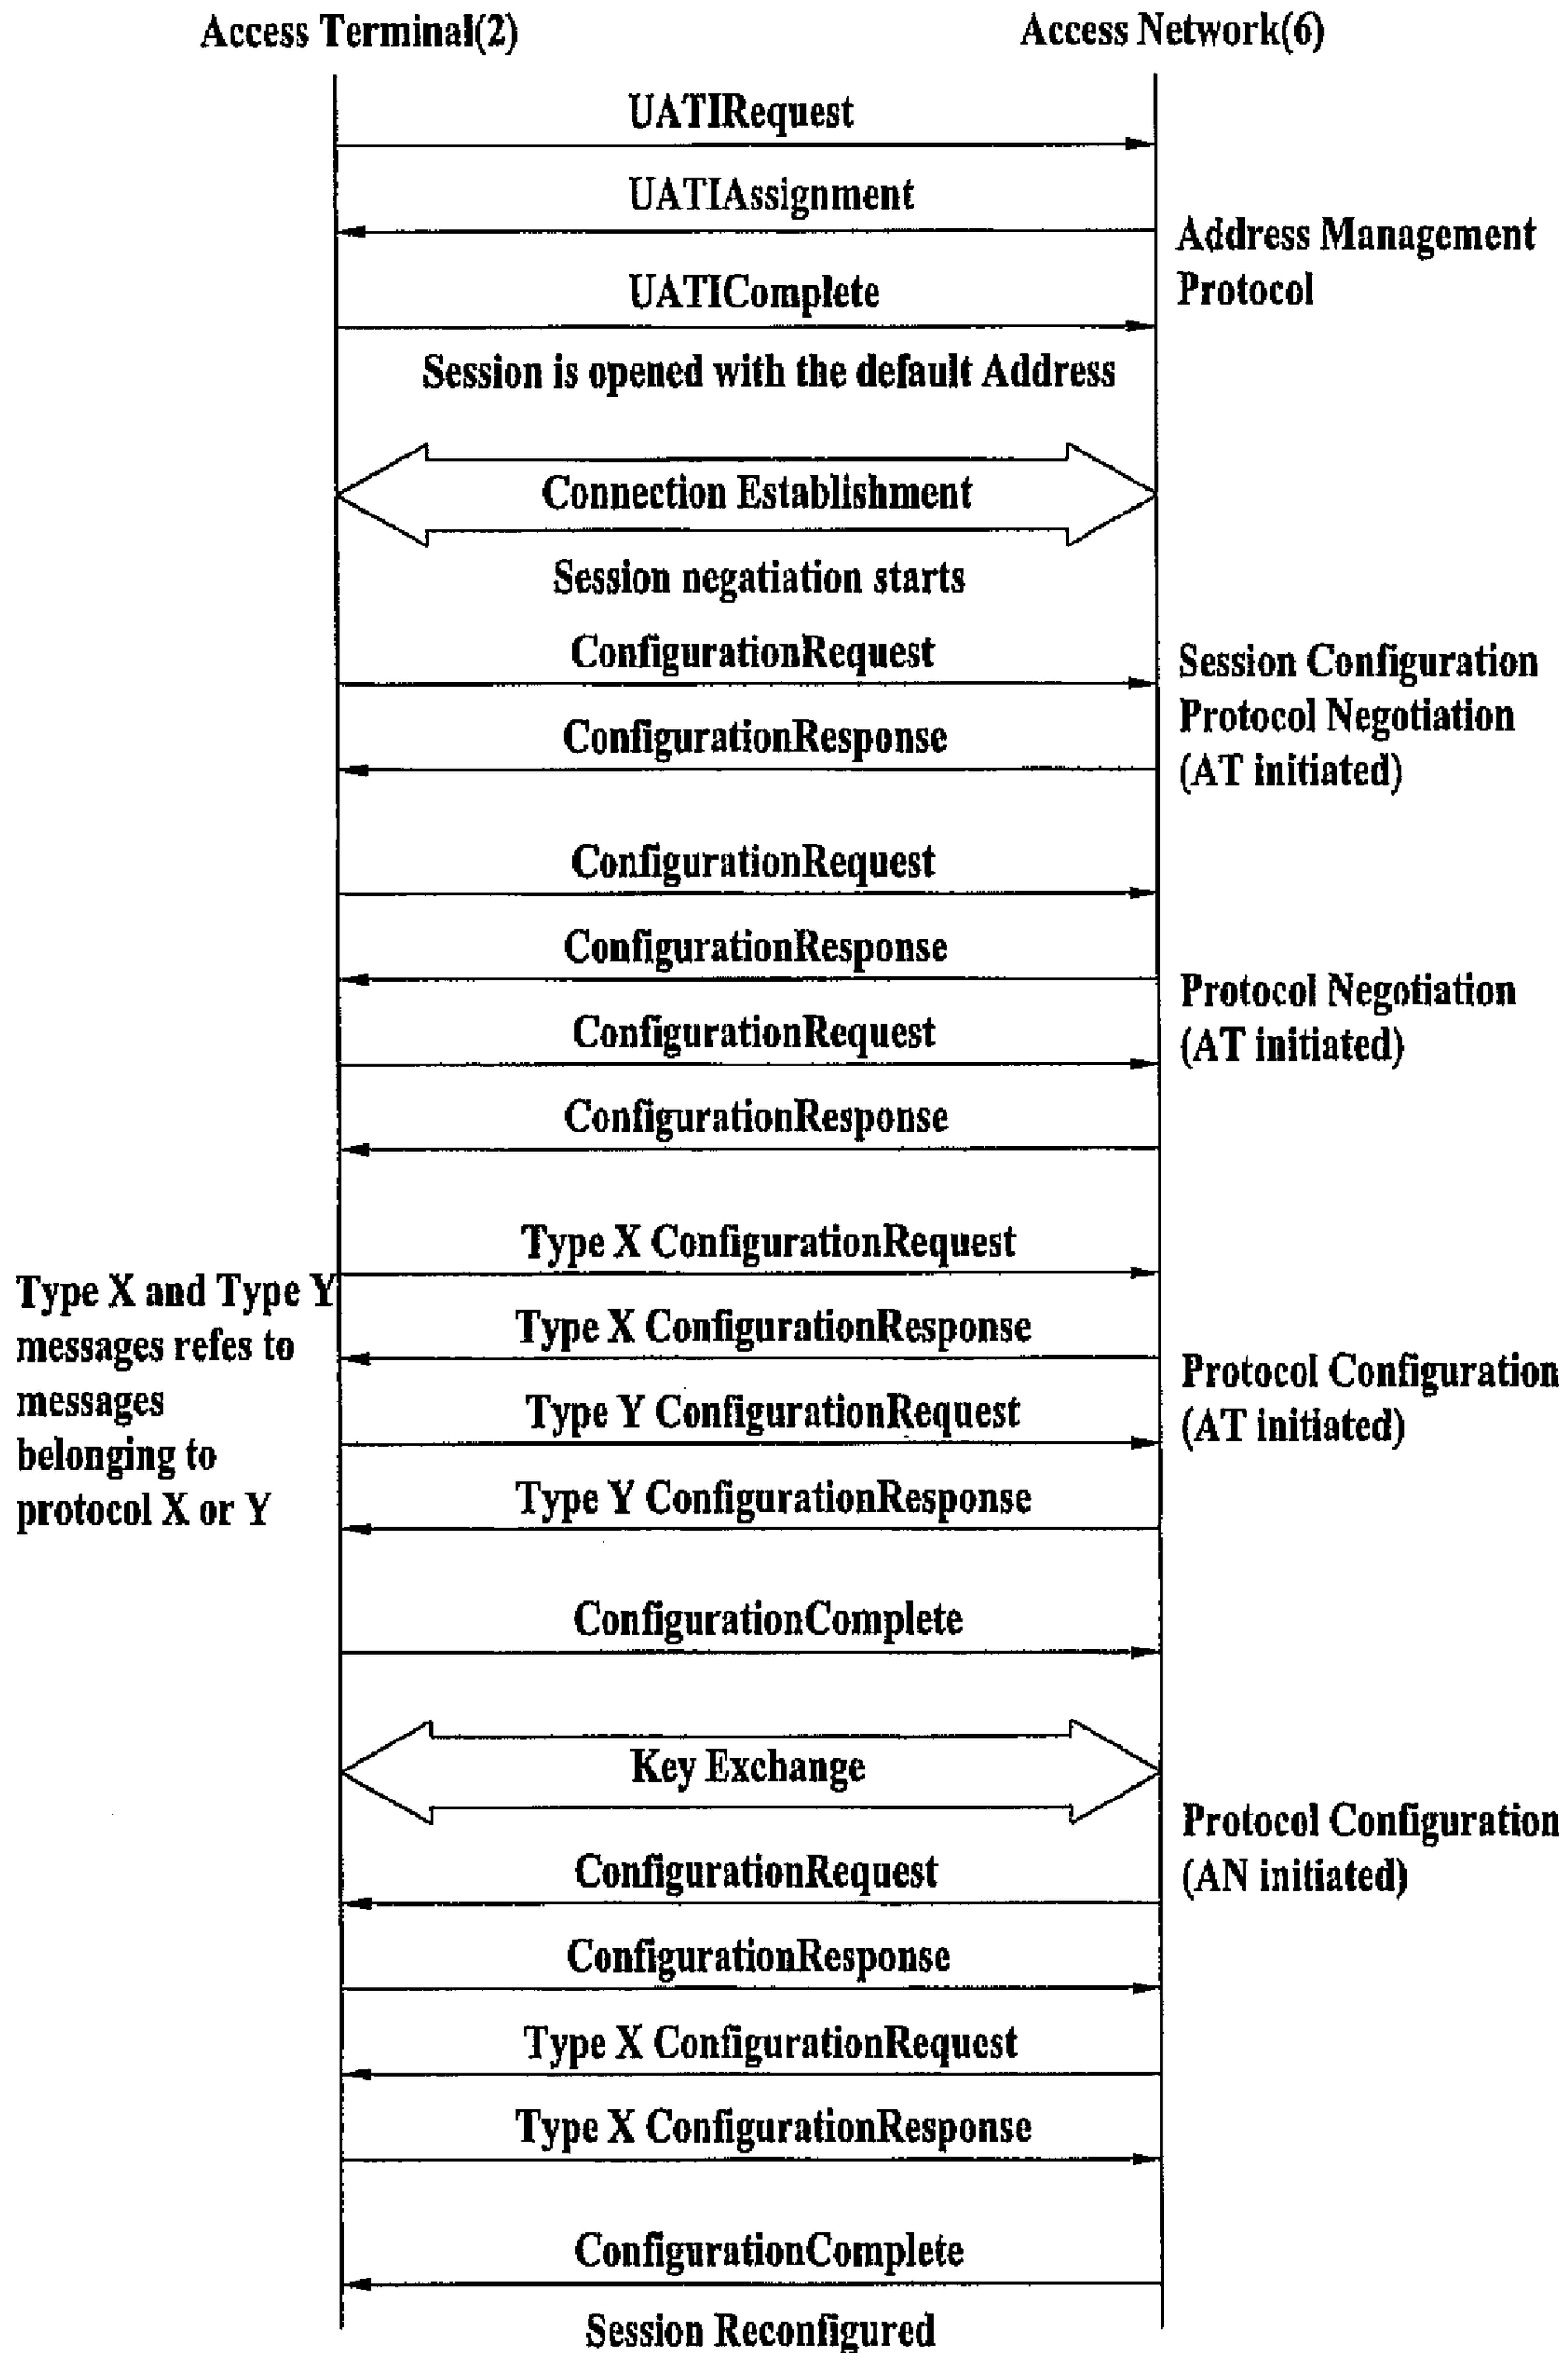 Access Terminal(2)
Access Network(6)
UATIRequest
UATIAssignment
Address Management
Protocol
UATIComplete
Session is opened with the default Address
Connection Establishment
Session negatiation starts
ConfigurationRequest
Session Configuration
Protocol Negotiation
(AT initiated)
ConfigurationResponse
ConfigurationRequest
ConfigurationResponse
Protocol Negotiation
(AT initiated)
ConfigurationRequest
ConfigurationResponse
Type X ConfigurationRequest
Type X and Type Y
messages refes to
messages
belonging to
protocol X or Y
Type X ConfigurationResponse
Protocol Configuration
(AT initiated)
Type Y ConfigurationRequest
Type Y ConfigurationResponse
ConfigurationComplete
Key Exchange
Protocol Configuration
(AN initiated)
ConfigurationRequest
ConfigurationResponse
Type X ConfigurationRequest
Type X ConfigurationResponse
ConfigurationComplete
Session Reconfigured